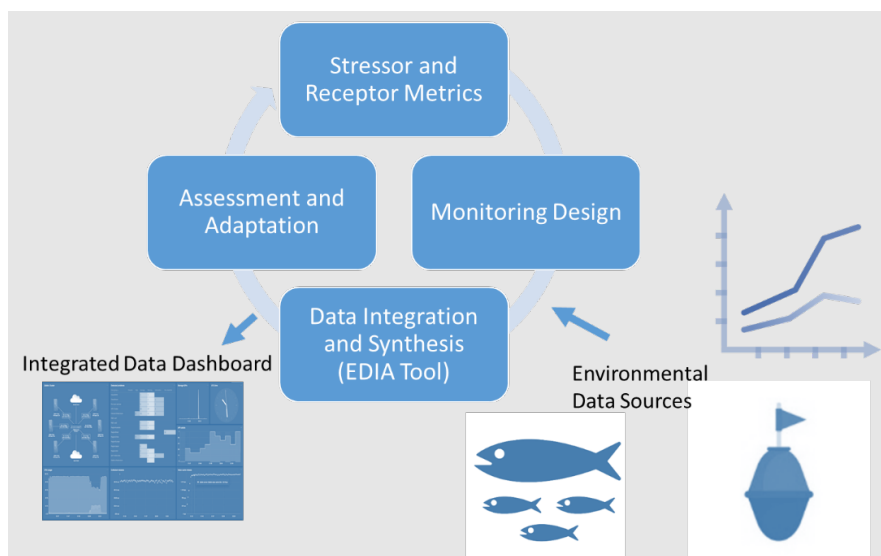 Stressor and
Receptor Metrics
Assessment and
Adaptation
Monitoring Design
Data Integration
and Synthesis
(EDIA Tool)
Integrated Data Dashboard
Environmental
Data Sources